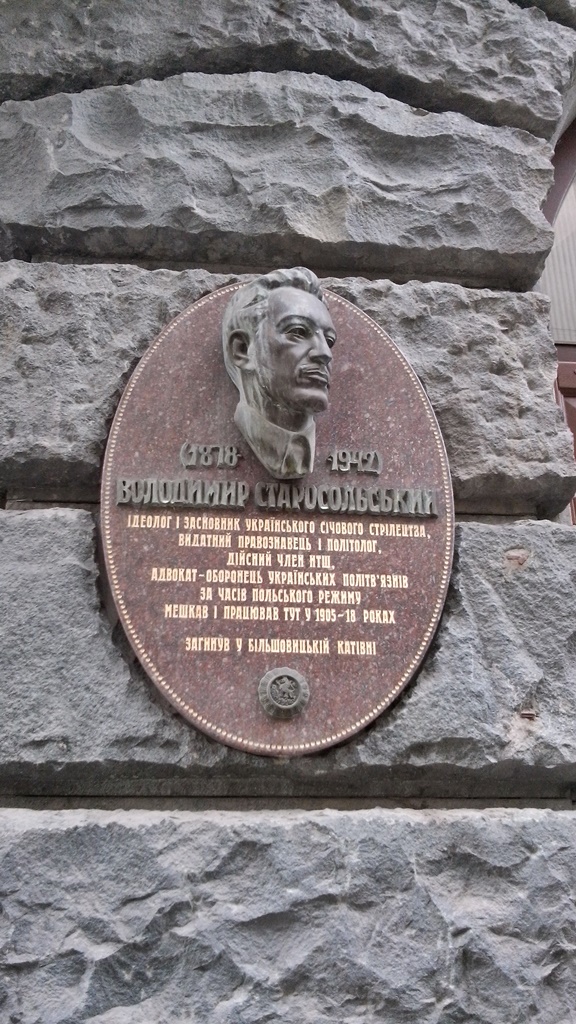 (1878 - 1942)
ВОЛОДИМИР СТАРОСОЛЬСЬКИЙ
ІДЕОЛОГ І ЗАСНОВНИК УКРАЇНСЬКОГО СІЧОВОГО СТРІЛЕЦТВА,
ВИДАТНИЙ ПРАВОЗНАВЕЦЬ І ПОЛІТОЛОГ,
ДІЙСНИЙ ЧЛЕН НТШ,
АДВОКАТ-ОБОРОНЕЦЬ УКРАЇНСЬКИХ ПОЛІТВ'ЯЗНІВ
ЗА ЧАСІВ ПОЛЬСЬКОГО РЕЖИМУ
МЕШКАВ І ПРАЦЮВАВ ТУТ У 1905-18 РОКАХ
ЗАГИНУВ У БІЛЬШОВИЦЬКІЙ КАТІВНІ